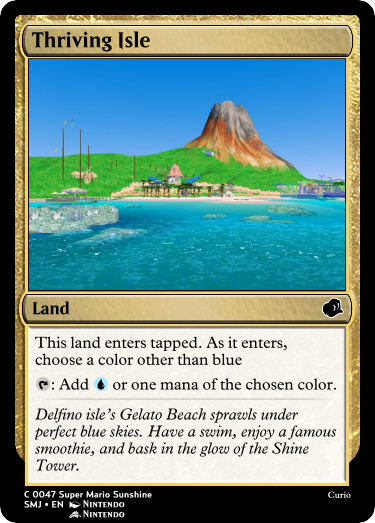 Thriving Isle
Land
This land enters tapped. As it enters,
choose a color other than blue
: Add or one mana of the chosen color.
Delfino isle's Gelato Beach sprawls under
perfect blue skies. Have a swim, enjoy a famous
smoothie, and bask in the glow of the Shine
Tower.
C 0047 Super Mario Sunshine
SMJ • EN Nintendo
Nintendo
Curio